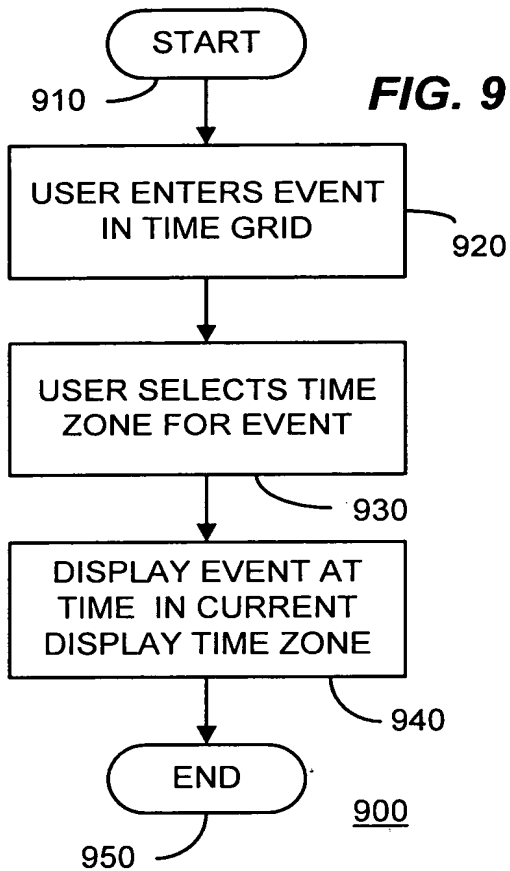 START
910
FIG. 9
USER ENTERS EVENT
IN TIME GRID
920
USER SELECTS TIME
ZONE FOR EVENT
930
DISPLAY EVENT AT
TIME IN CURRENT
DISPLAY TIME ZONE
940
END
900
950